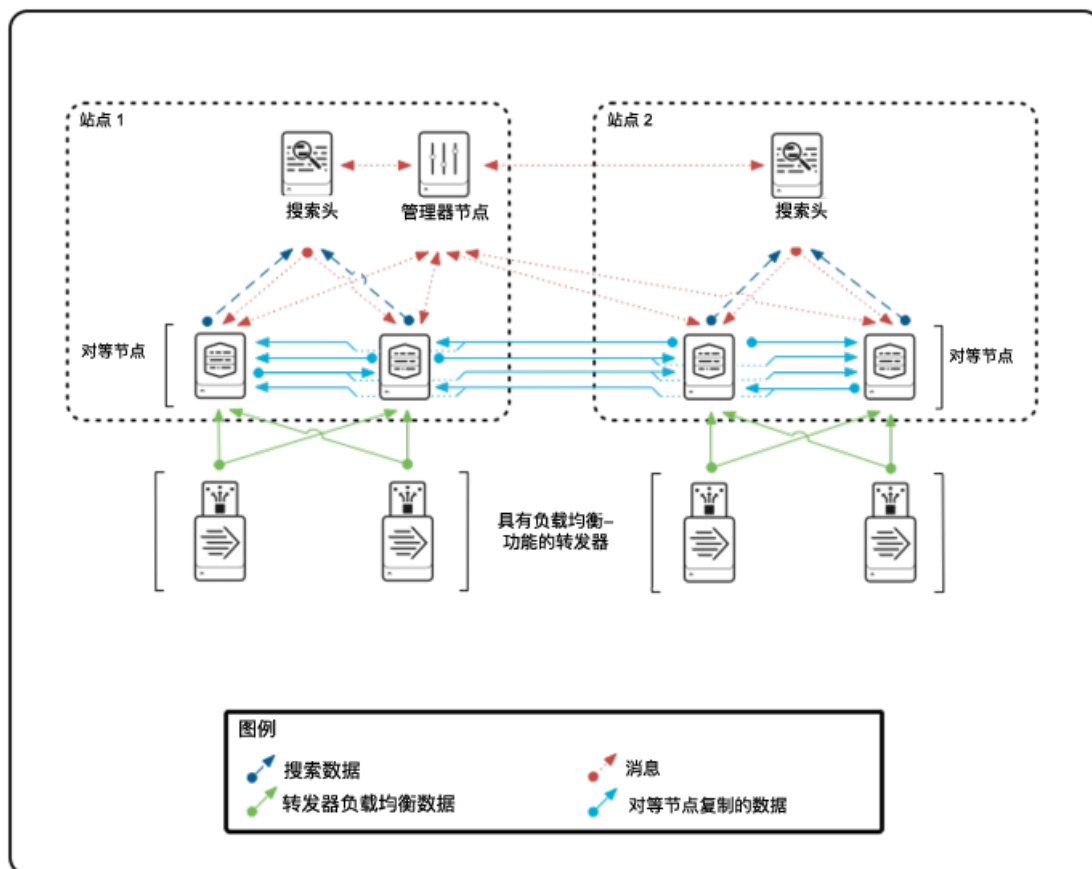 站点 1
站点 2
搜索头
管理器节点
搜索头
对等节点
对等节点
具有负载均衡–
功能的转发器
图例
搜索数据
消息
转发器负载均衡数据
对等节点复制的数据